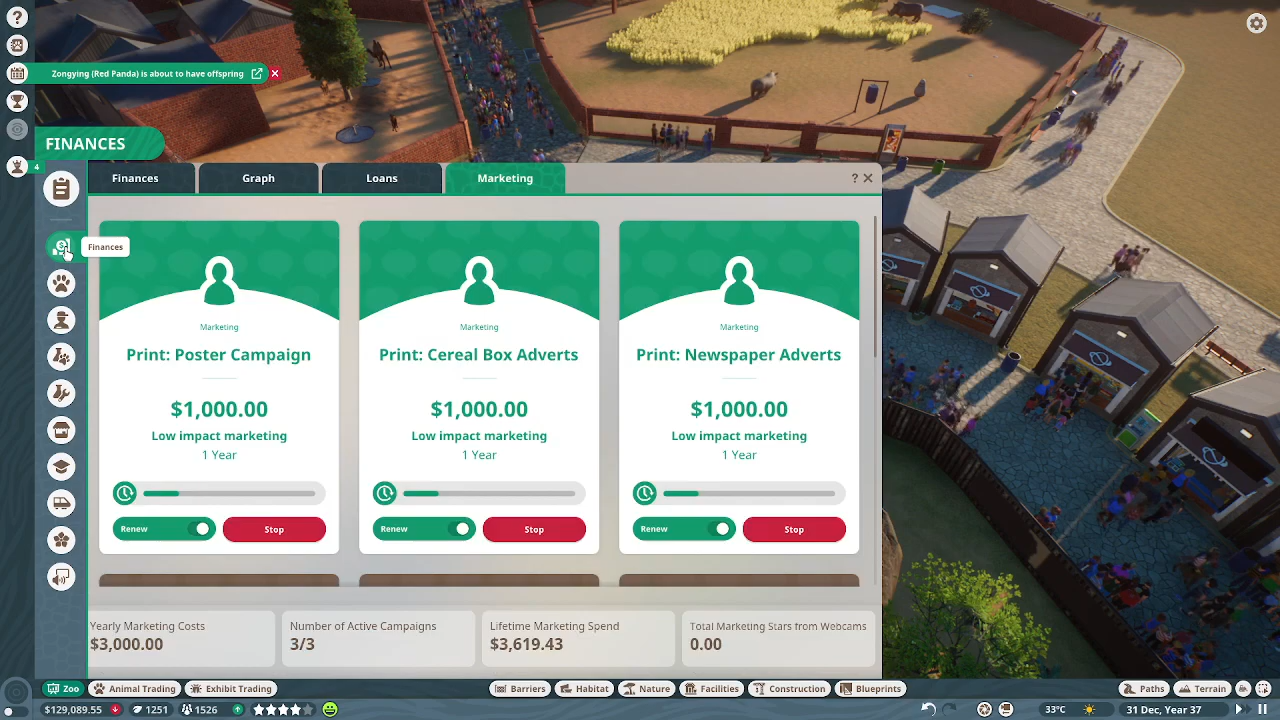 ?
Zongying (Red Panda) is about to have offspring
FINANCES
4
Finances
Graph
Loans
Marketing
?
Finances
Marketing
Print: Poster Campaign
$1,000.00
Low impact marketing
1 Year
Renew
Stop
Marketing
Print: Cereal Box Adverts
$1,000.00
Low impact marketing
1 Year
Renew
Stop
Marketing
Print: Newspaper Adverts
$1,000.00
Low impact marketing
1 Year
Renew
Stop
Yearly Marketing Costs
$3,000.00
Number of Active Campaigns
3/3
Lifetime Marketing Spend
$3,619.43
Total Marketing Stars from Webcams
0.00
Zoo
Animal Trading
Exhibit Trading
Barriers
Habitat
Nature
Facilities
Construction
Blueprints
Paths
Terrain
$129,089.55
1251
1526
33°C
31 Dec, Year 37